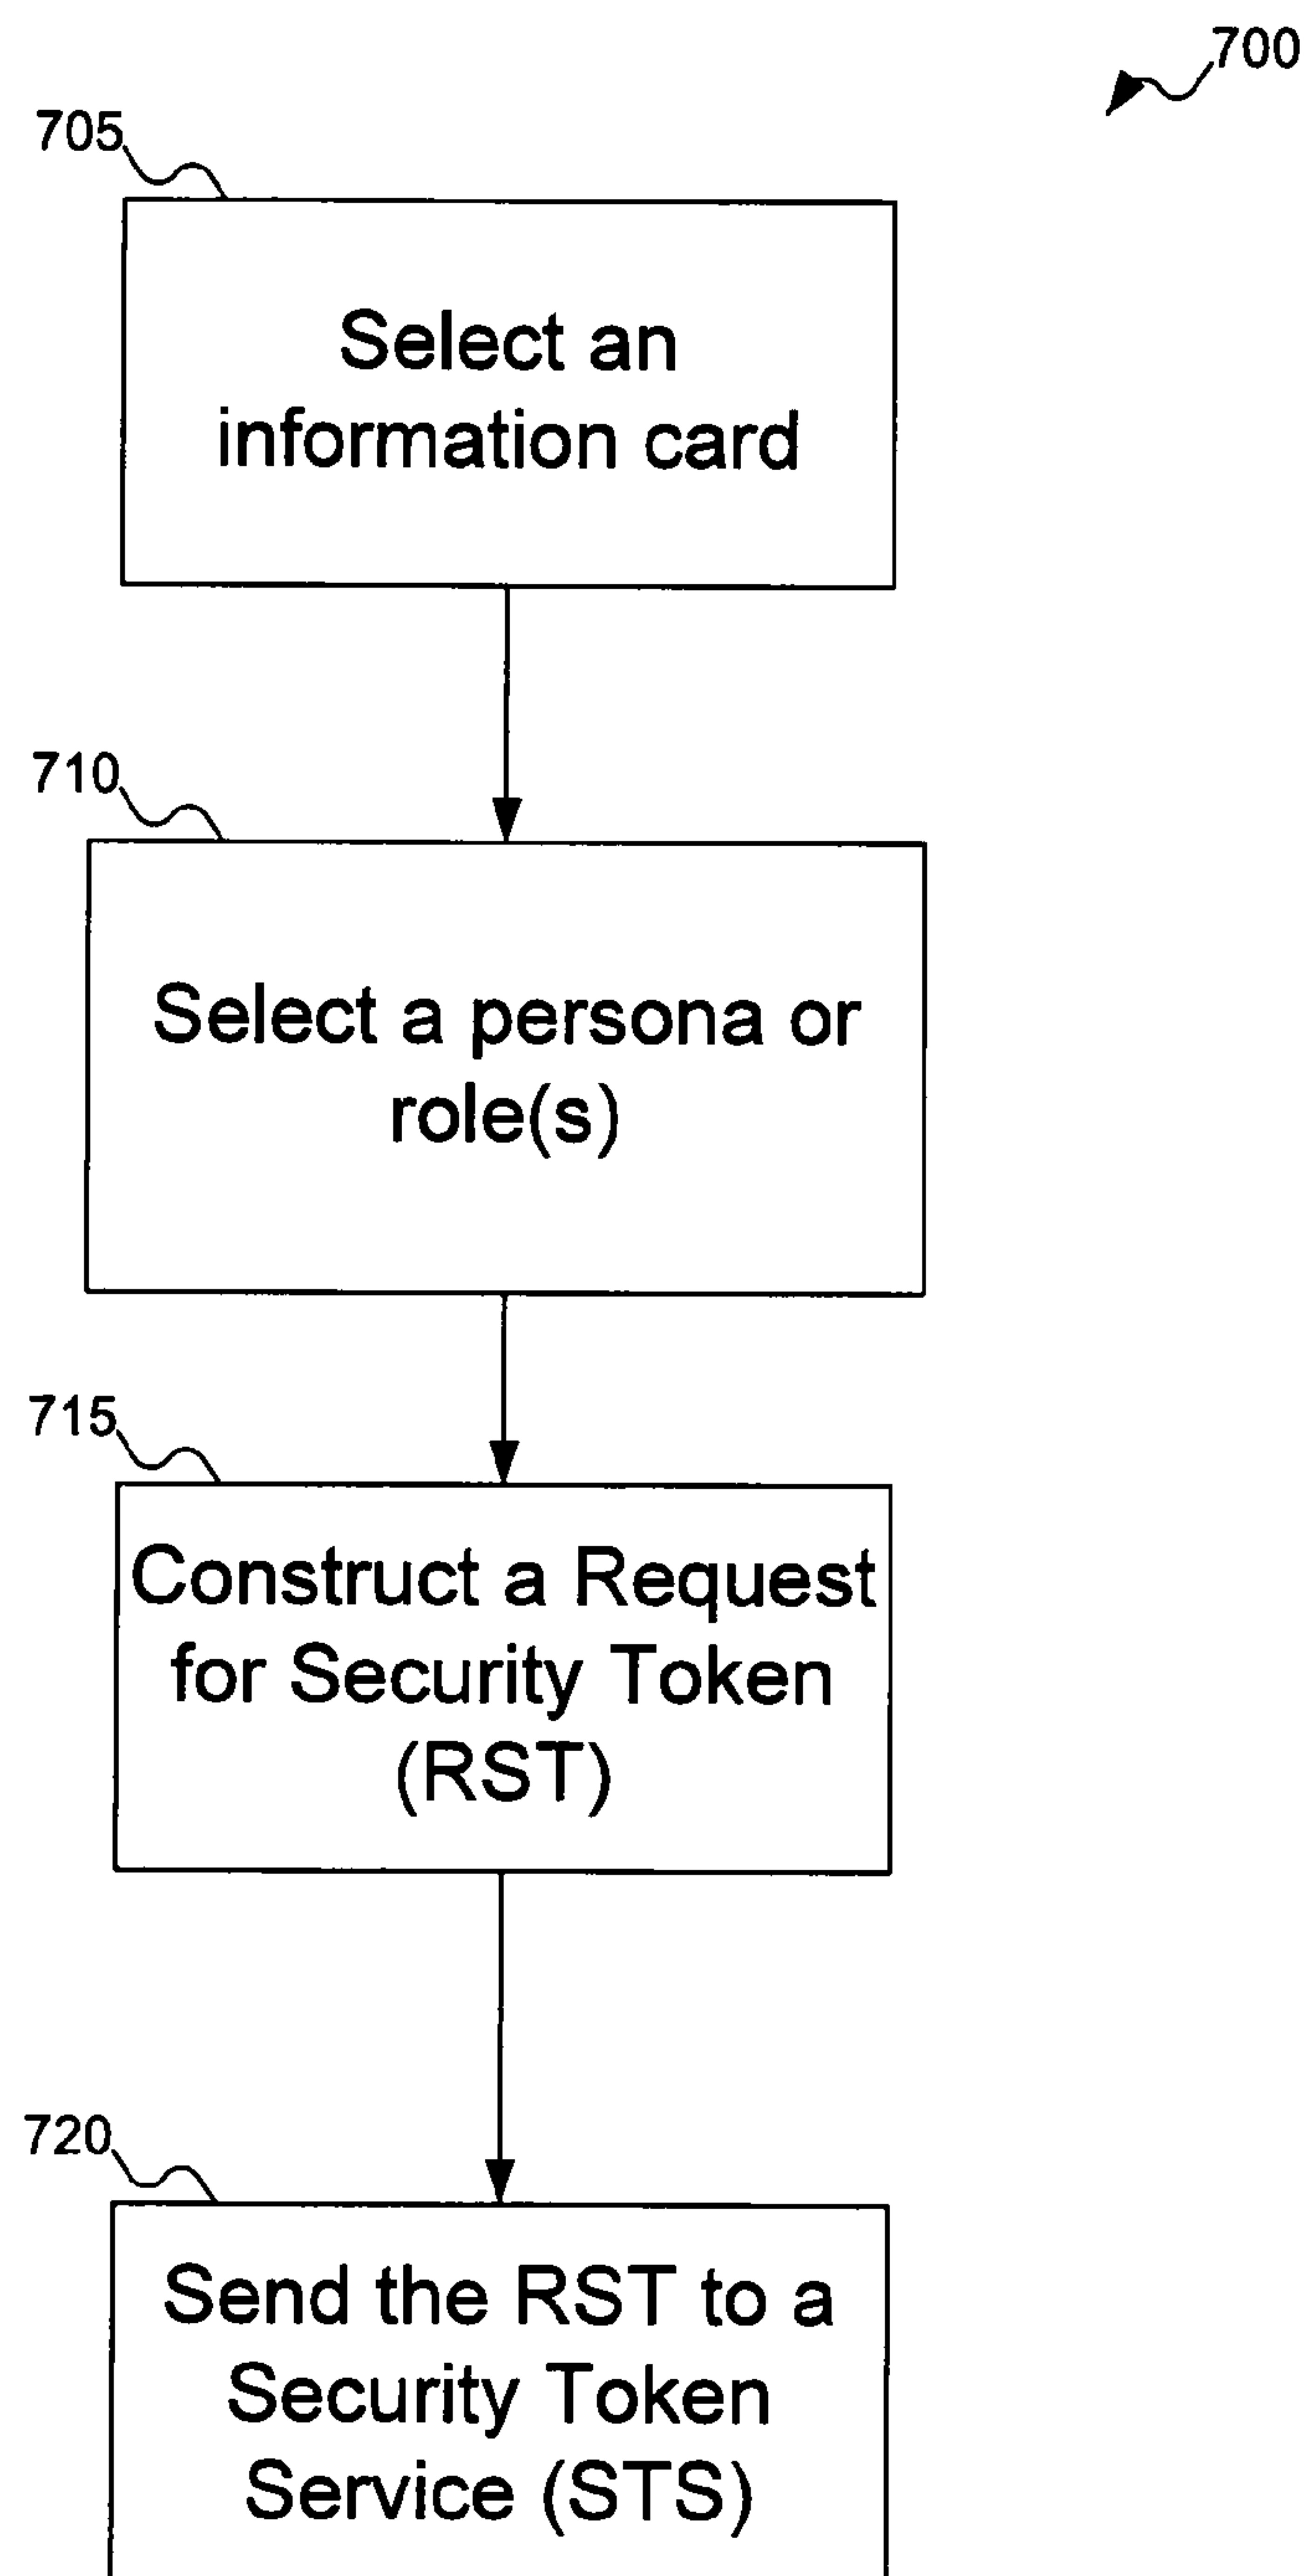 700
705
Select an
information card
710
Select a persona or
role(s)
715
Construct a Request
for Security Token
(RST)
720
Send the RST to a
Security Token
Service (STS)